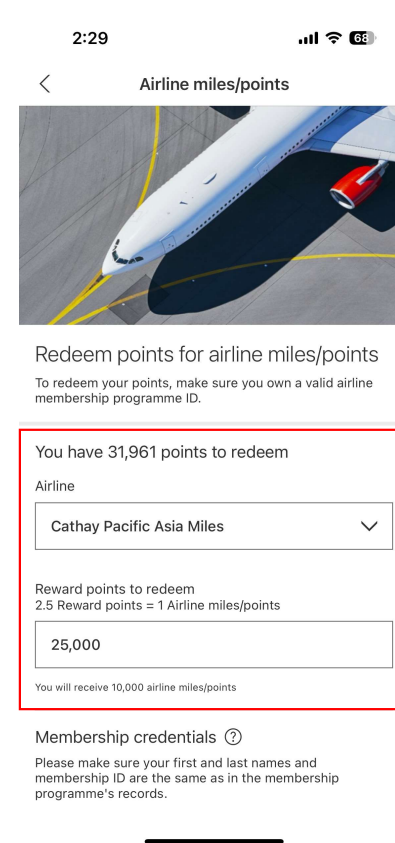 2:29
68
Airline miles/points
Redeem points for airline miles/points
To redeem your points, make sure you own a valid airline
membership programme ID.
You have 31,961 points to redeem
Airline
Cathay Pacific Asia Miles
Reward points to redeem
2.5 Reward points = 1 Airline miles/points
25,000
You will receive 10,000 airline miles/points
Membership credentials ?
Please make sure your first and last names and
membership ID are the same as in the membership
programme's records.